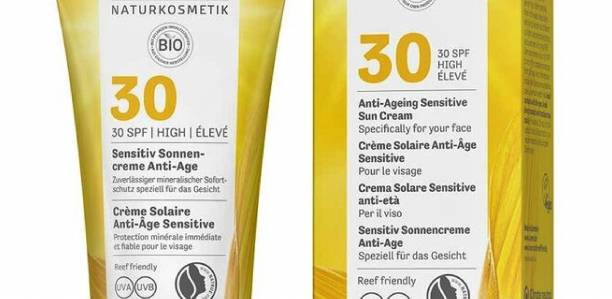 NATURKOSMETIK
BIO
30
30 SPF | HIGH | ÉLEVÉ
Sensitiv Sonnen-
creme Anti-Age
Zuverlässiger mineralischer Sofort-
schutz speziell für das Gesicht
Crème Solaire
Anti-Âge Sensitive
Protection minérale immédiate
et fiable pour le visage
Reef friendly
UVA UVB
30
30 SPF
HIGH
ÉLEVÉ
Anti-Ageing Sensitive
Sun Cream
Specifically for your face
Crème Solaire Anti-Âge
Sensitive
Pour le visage
Crema Solare Sensitive
anti-età
Per il viso
Sensitiv Sonnencreme
Anti-Age
Speziell für das Gesicht
Reef friendly